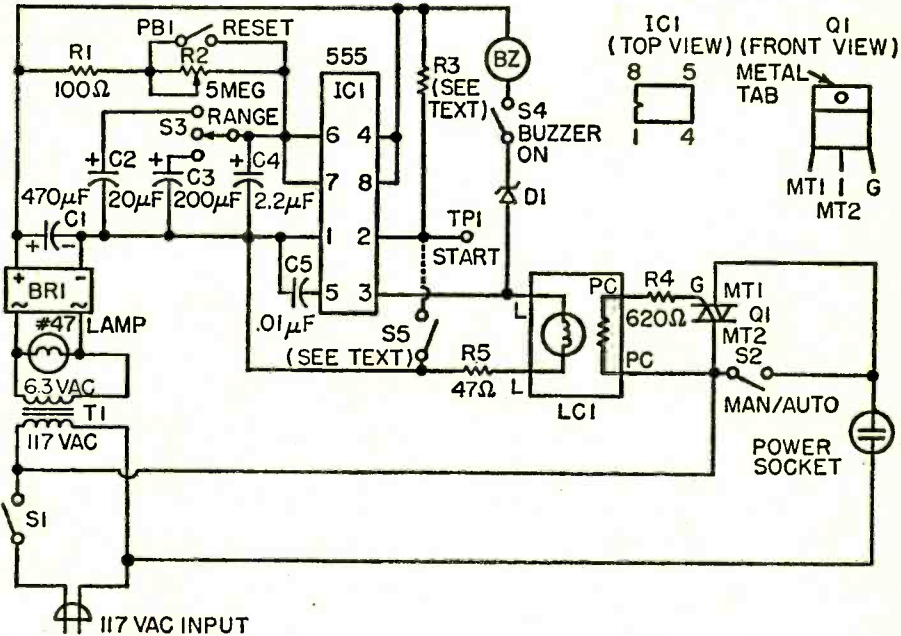 PB1
RESET
R1
100Ω
R2
5 MEG
555
IC1
R3
(SEE
TEXT)
BZ
S4
BUZZER
ON
D1
IC1
(TOP VIEW)
8 5
1 4
Q1
(FRONT VIEW)
METAL
TAB
MT1 G
MT2
S3
RANGE
+
C2
20µF
+
C3
200µF
+
C4
2.2µF
470µF
C1
+ -
6 4
7 8
1 2
5 3
TP1
START
C5
.01µF
BR1
+ -
~ ~
#47
LAMP
6.3 VAC
T1
117 VAC
S5
(SEE TEXT)
R5
47Ω
L
L
PC
PC
LC1
R4
620Ω
G
MT1
Q1
MT2
S2
MAN/AUTO
POWER
SOCKET
S1
117 VAC INPUT